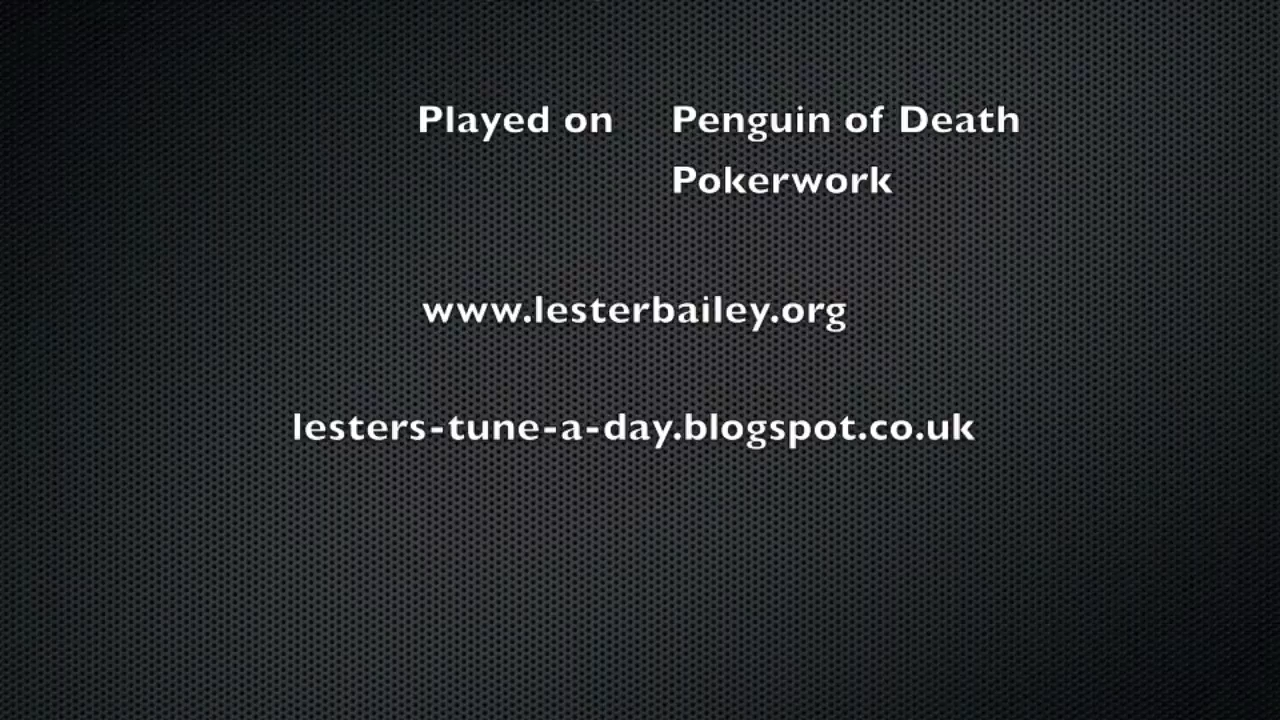 Played on Penguin of Death
Pokerwork
www.lesterbailey.org
lesters-tune-a-day.blogspot.co.uk